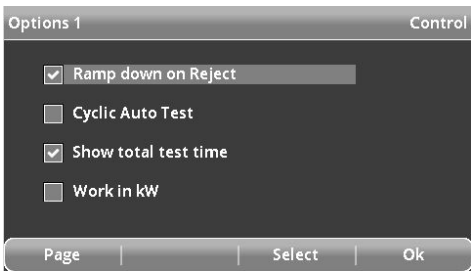 Options 1 Control
Ramp down on Reject
Cyclic Auto Test
Show total test time
Work in kW
Page Select Ok